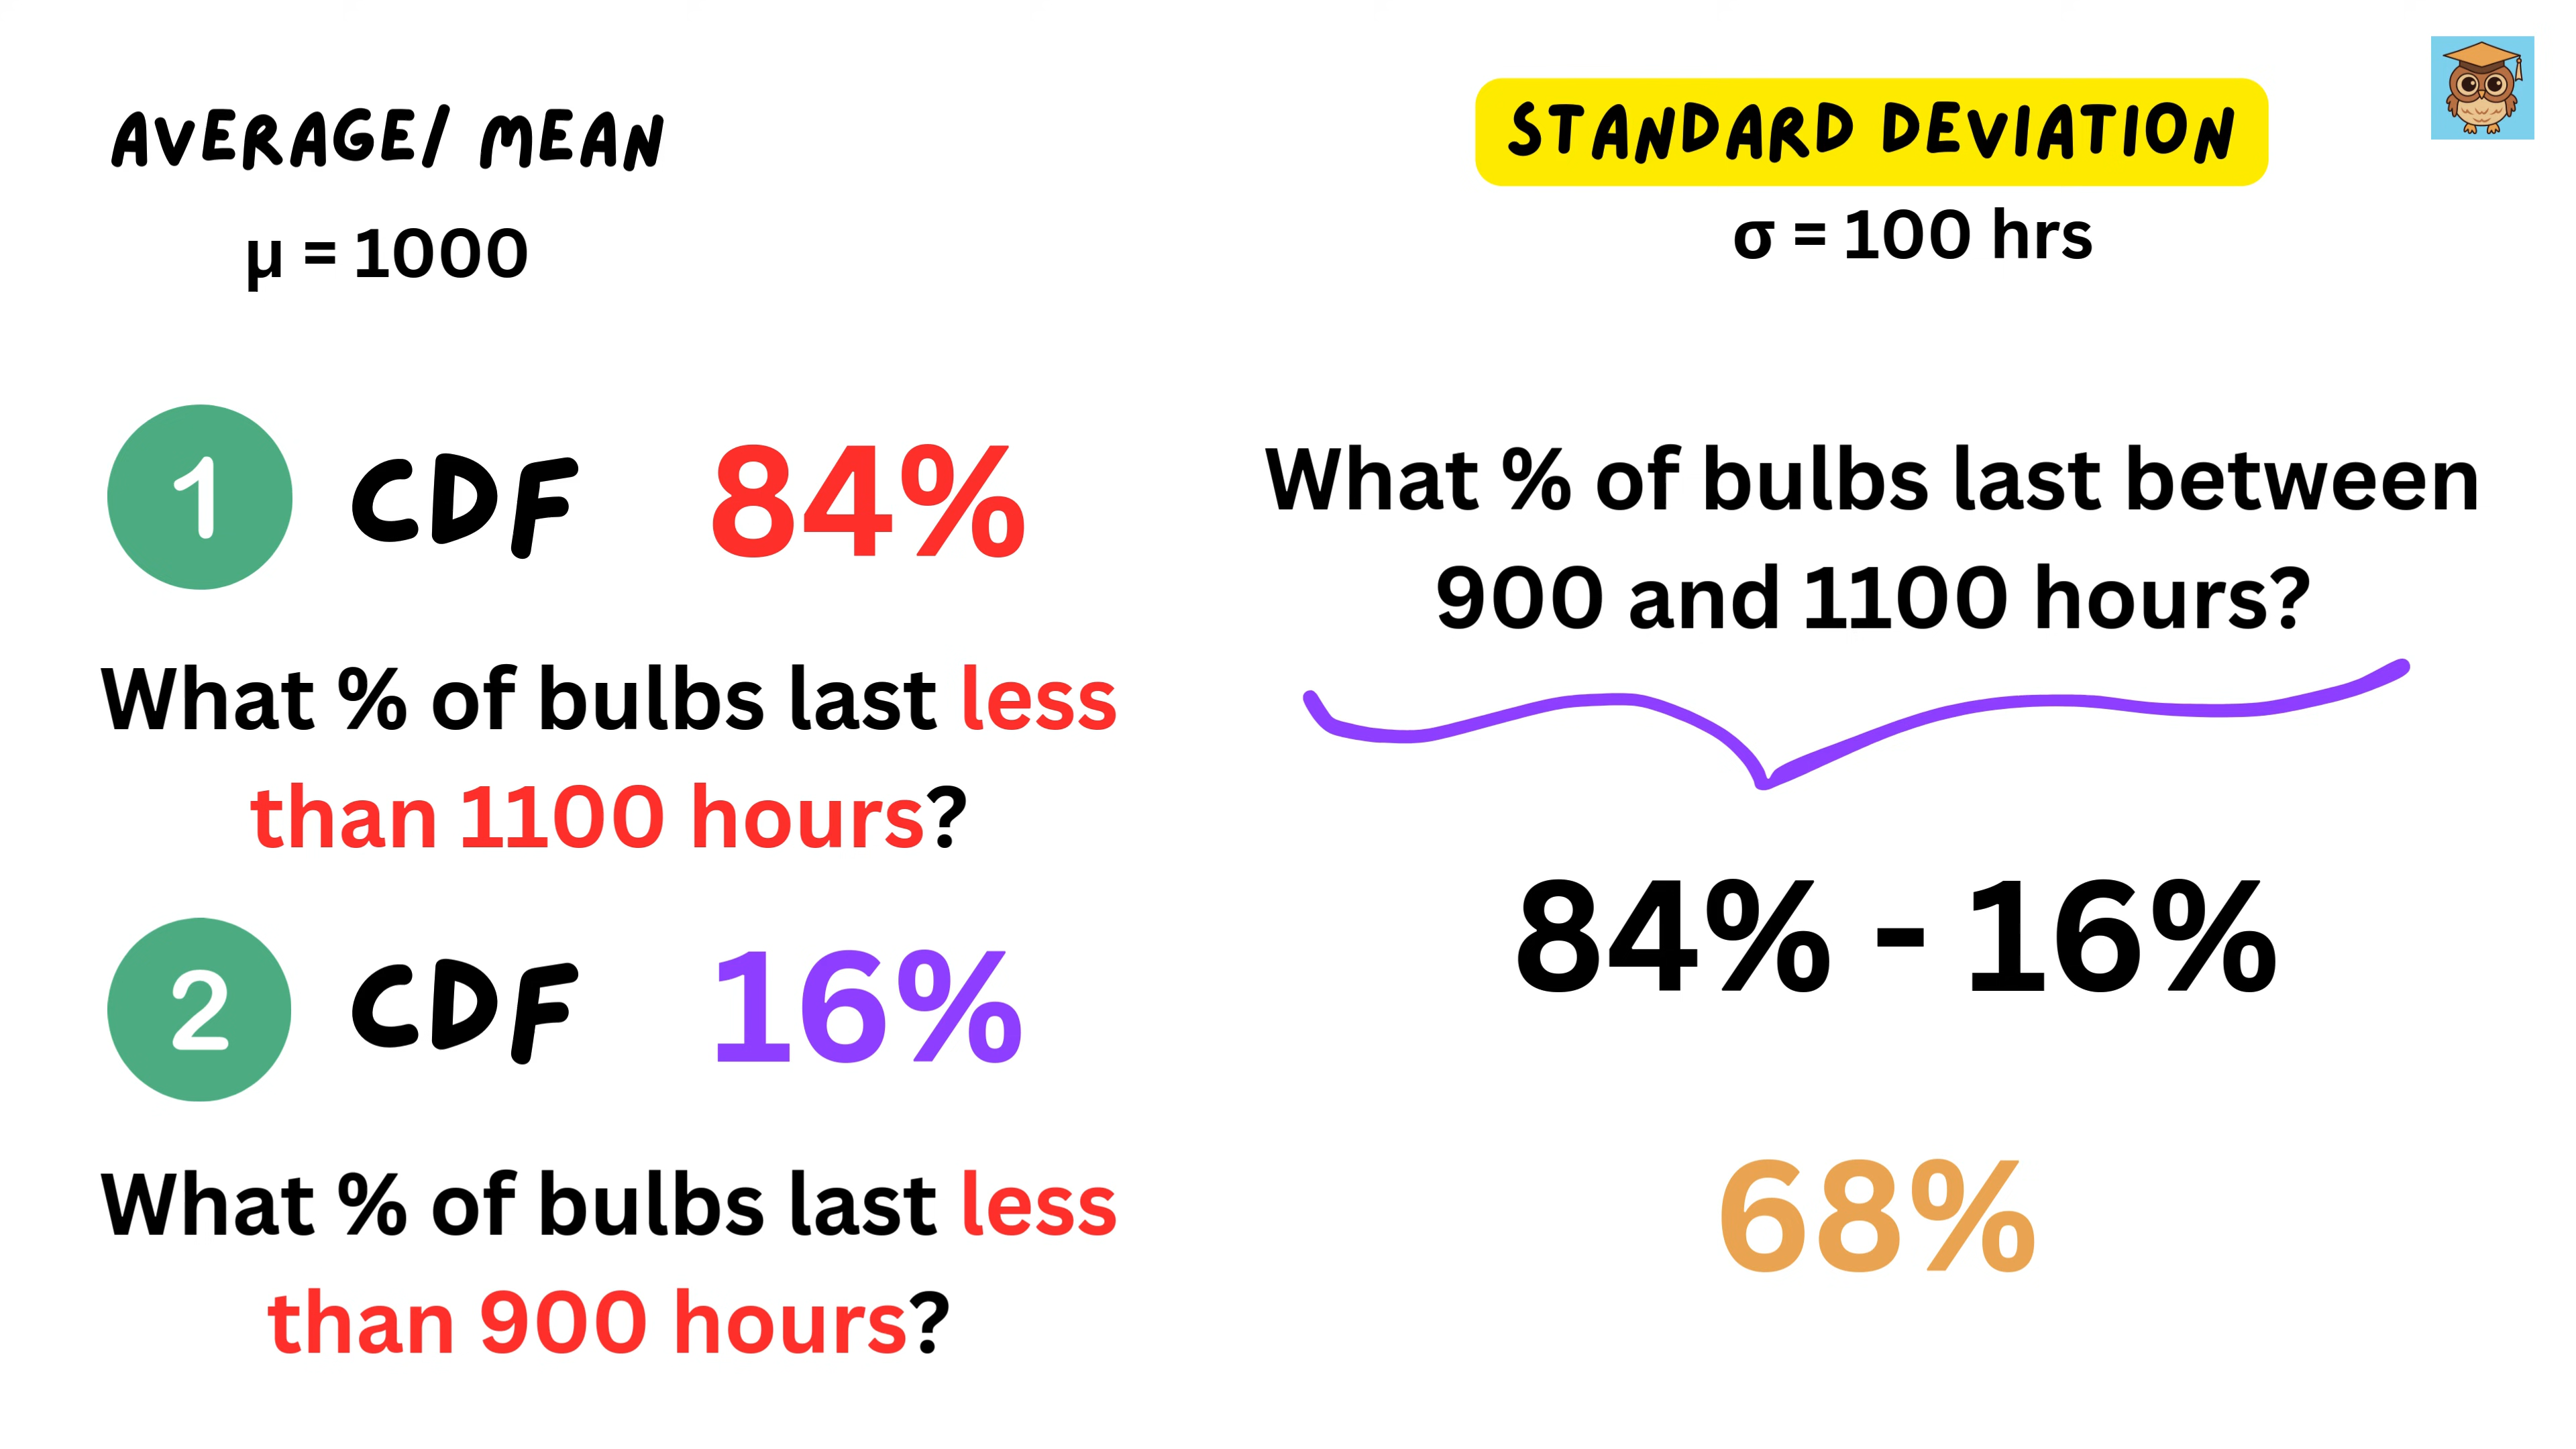 AVERAGE/ MEAN
μ = 1000
STANDARD DEVIATION
σ = 100 hrs
1 CDF 84%
What % of bulbs last less
than 1100 hours?
2 CDF 16%
What % of bulbs last less
than 900 hours?
What % of bulbs last between
900 and 1100 hours?
84% - 16%
68%